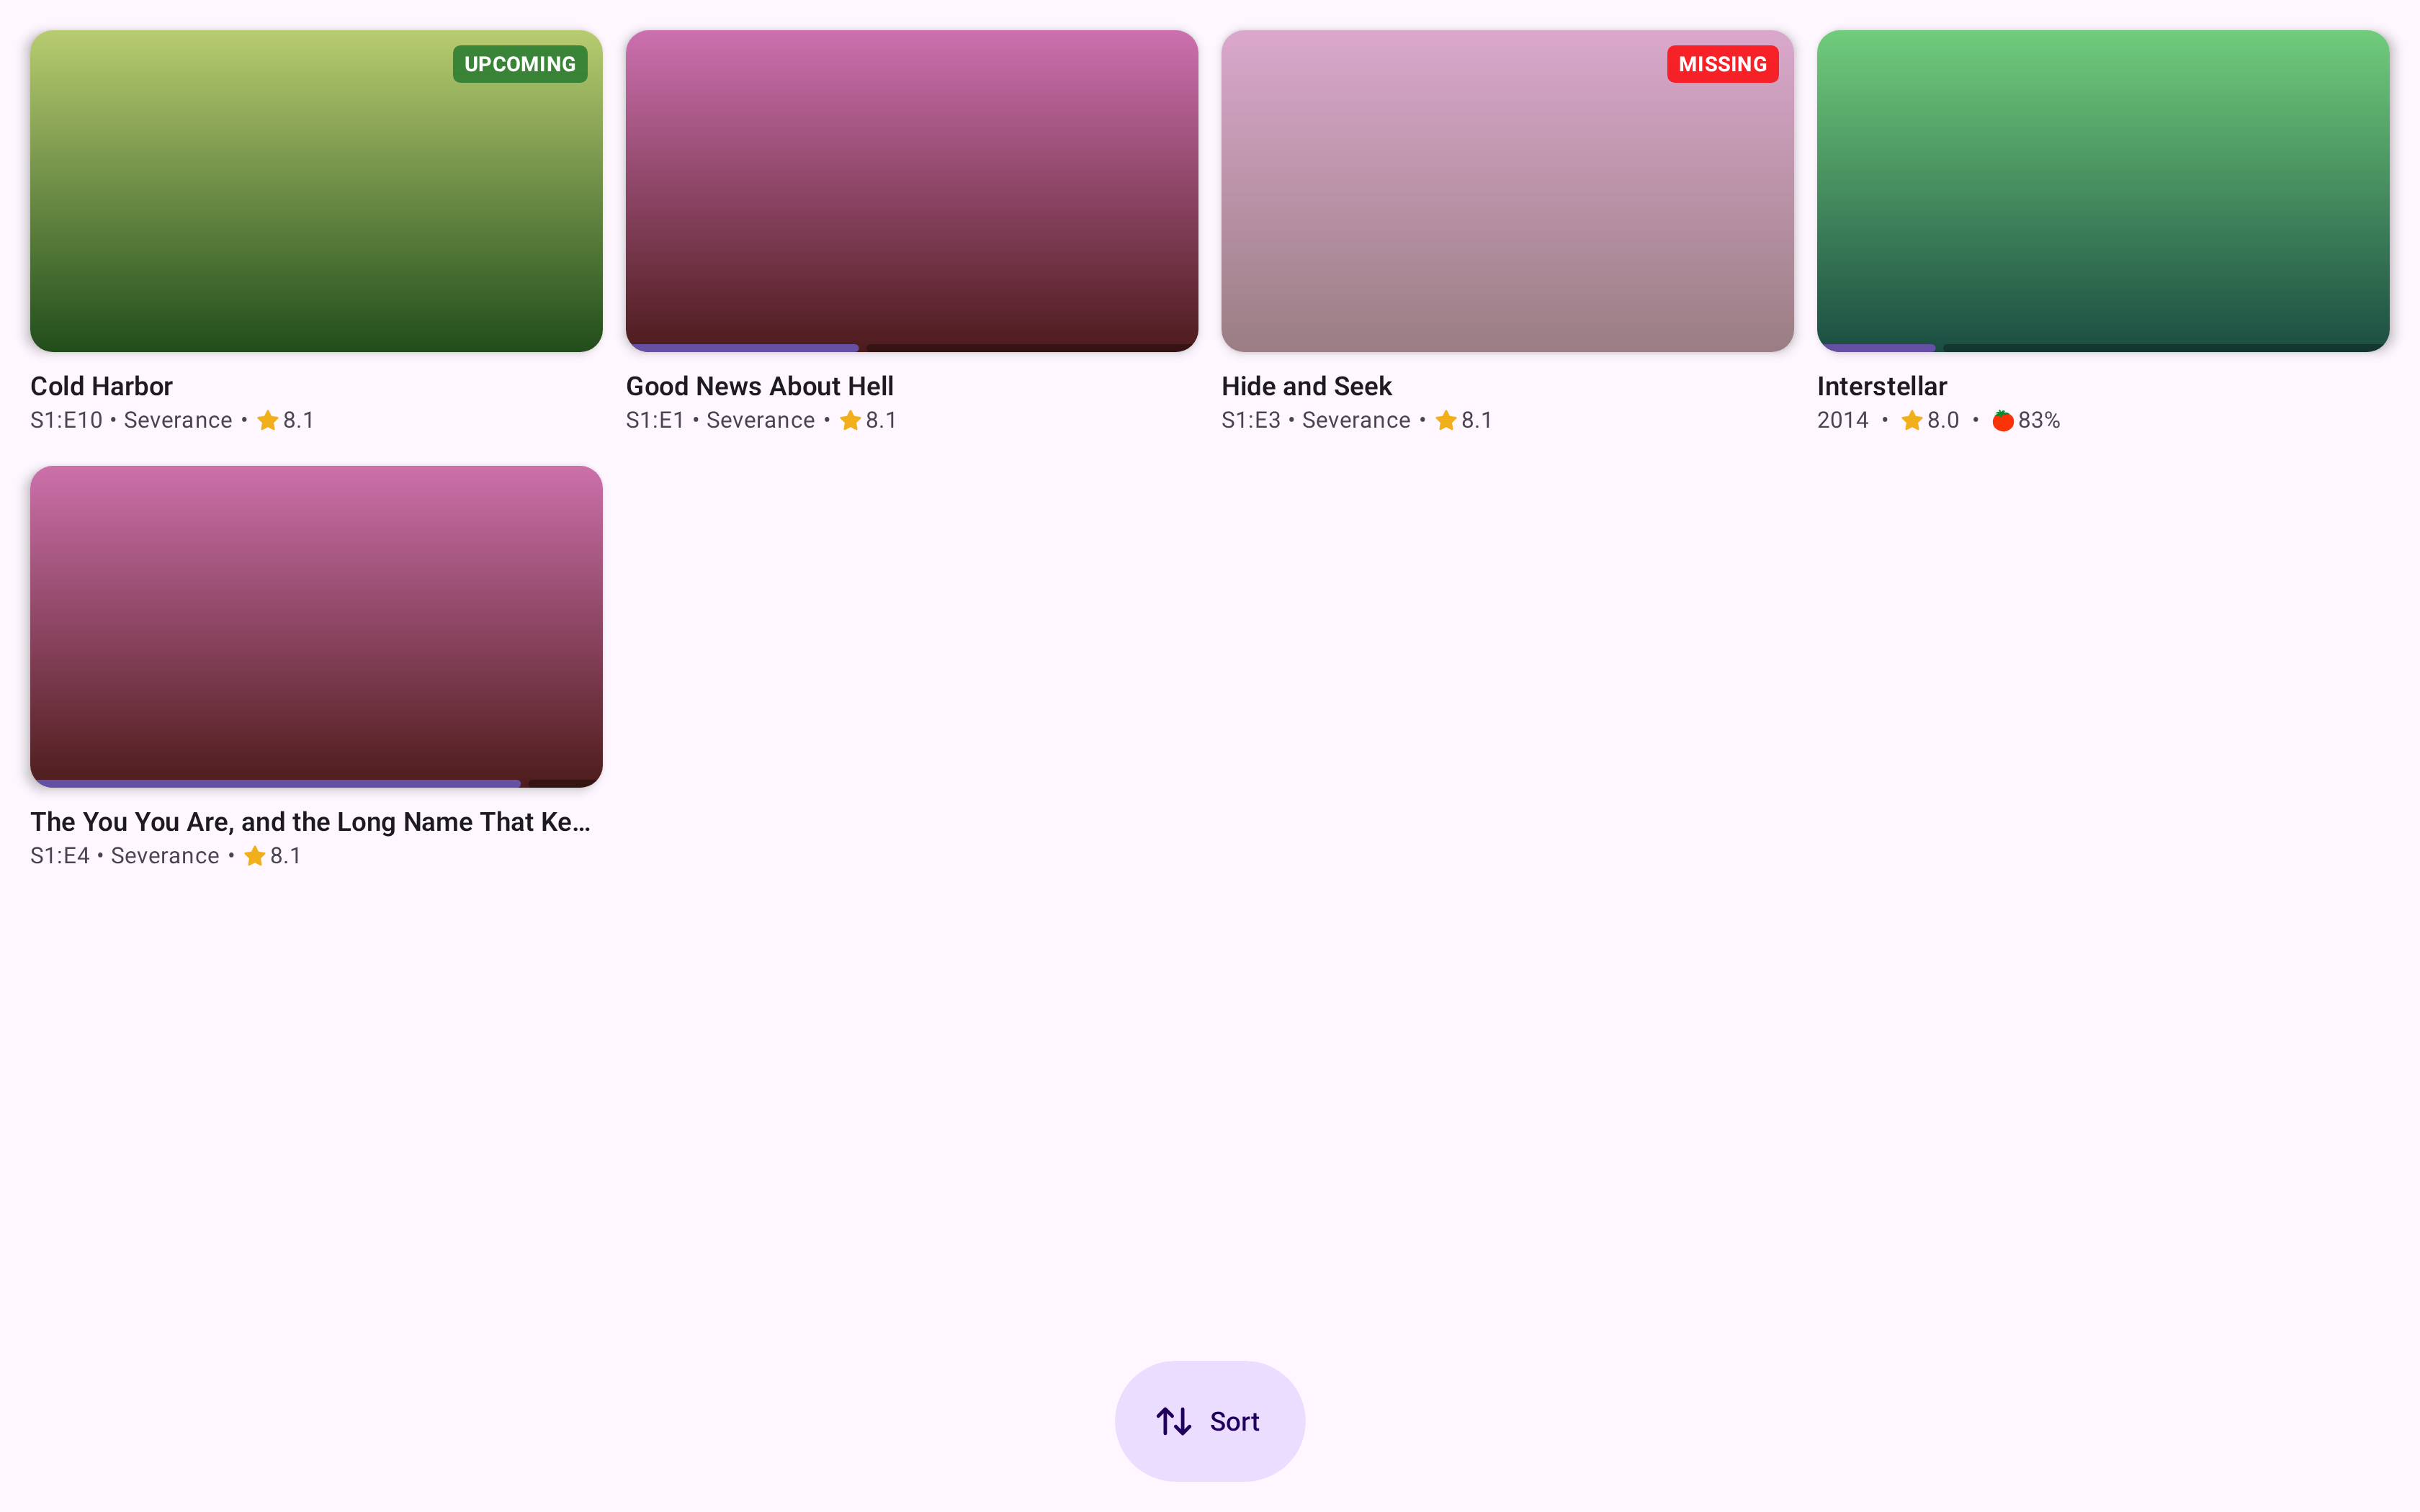 UPCOMING
Cold Harbor
S1:E10 • Severance • ⭐ 8.1
Good News About Hell
S1:E1 • Severance • ⭐ 8.1
MISSING
Hide and Seek
S1:E3 • Severance • ⭐ 8.1
Interstellar
2014 • ⭐ 8.0 • 🍅 83%
The You You Are, and the Long Name That Ke...
S1:E4 • Severance • ⭐ 8.1
Sort